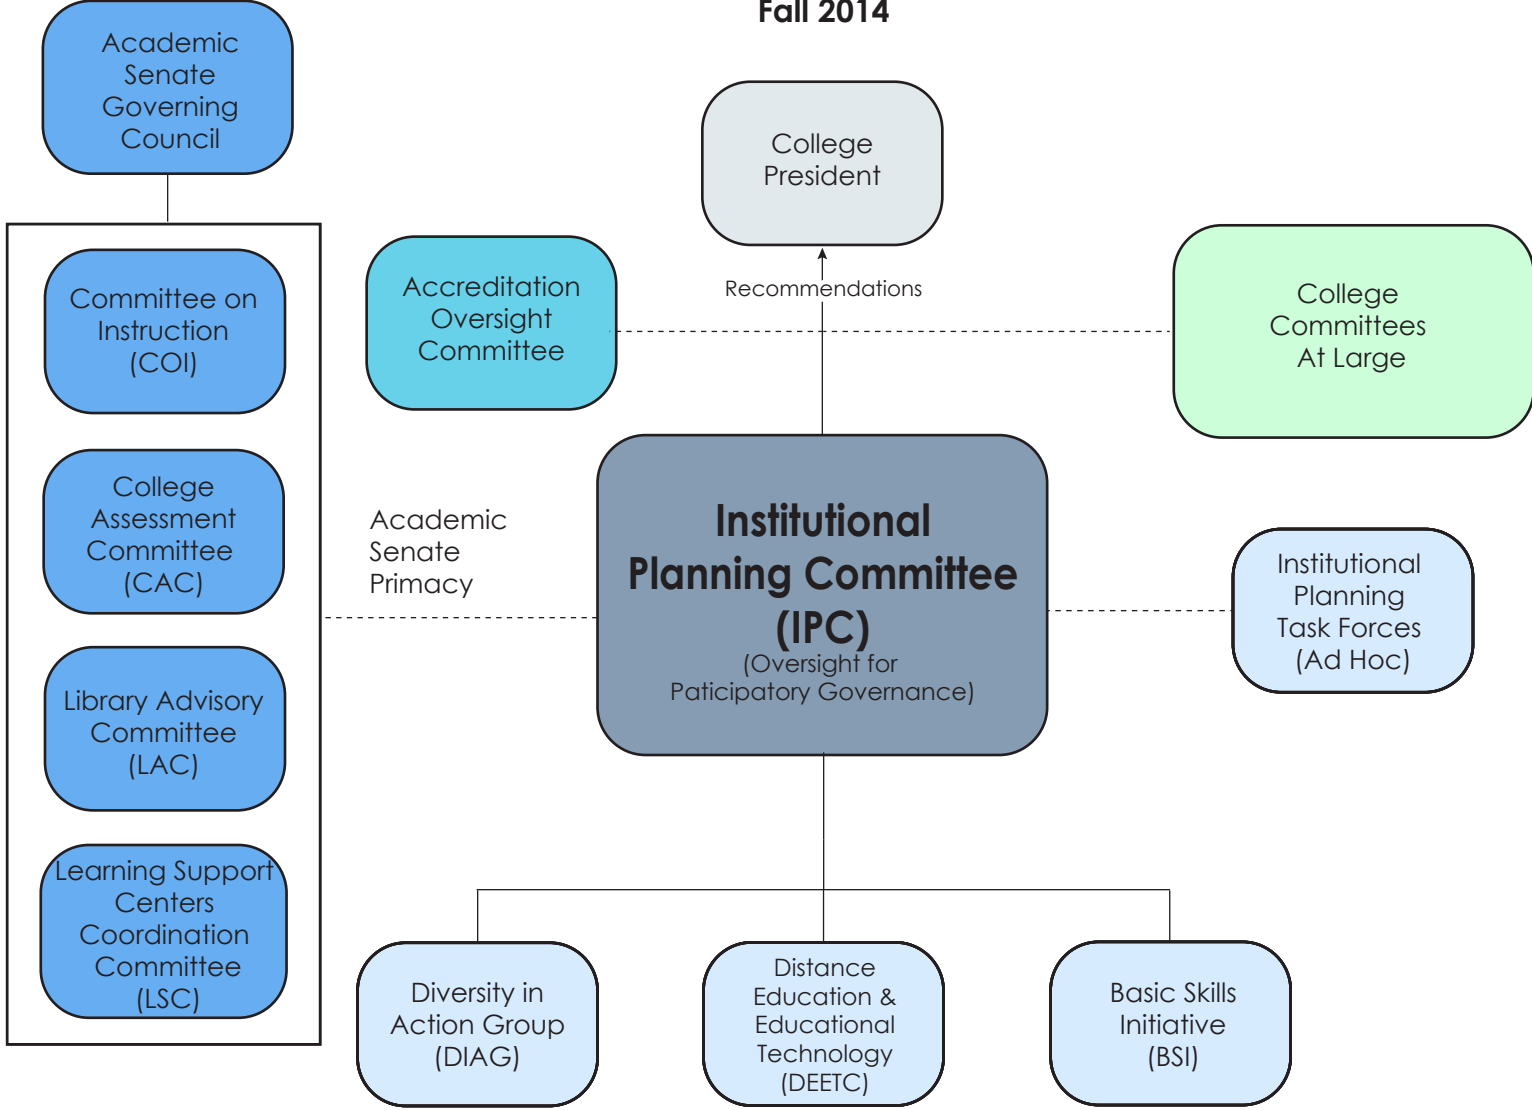 Fall 2014
Academic
Senate
Governing
Council
College
President
Committee on
Instruction
(COI)
Accreditation
Oversight
Committee
Recommendations
College
Committees
At Large
College
Assessment
Committee
(CAC)
Academic
Senate
Primacy
Institutional
Planning Committee
(IPC)
(Oversight for
Paticipatory Governance)
Institutional
Planning
Task Forces
(Ad Hoc)
Library Advisory
Committee
(LAC)
Learning Support
Centers
Coordination
Committee
(LSC)
Diversity in
Action Group
(DIAG)
Distance
Education &
Educational
Technology
(DEETC)
Basic Skills
Initiative
(BSI)